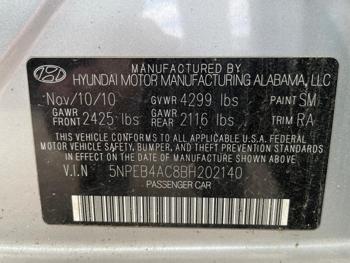 MANUFACTURED BY
HYUNDAI MOTOR MANUFACTURING ALABAMA, LLC
Nov/10/10 GVWR 4299 lbs PAINT SM
GAWR FRONT 2425 lbs GAWR REAR 2116 lbs TRIM RA
THIS VEHICLE CONFORMS TO ALL APPLICABLE U.S.A FEDERAL
MOTOR VEHICLE SAFETY, BUMPER, AND THEFT PREVENTION STANDARDS
IN EFFECT ON THE DATE OF MANUFACTURE SHOWN ABOVE.
V.I.N 5NPEB4AC8BH202140
PASSENGER CAR